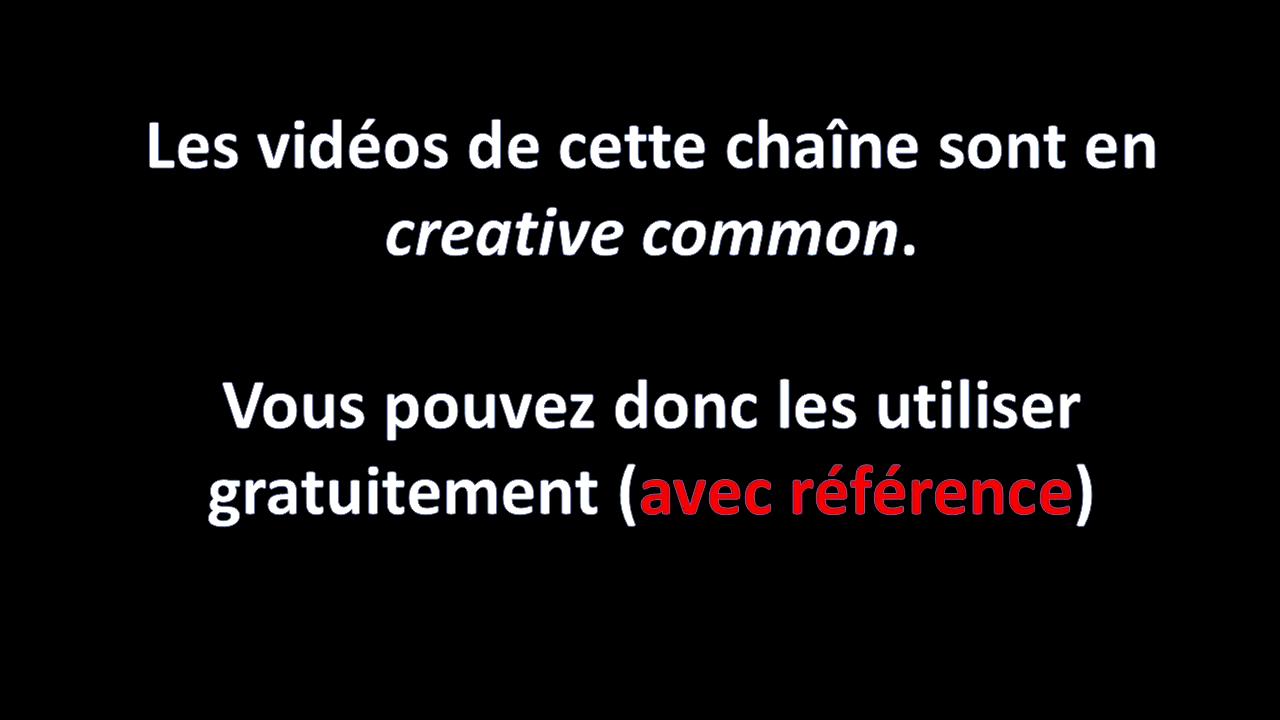 Les vidéos de cette chaîne sont en
creative common.
Vous pouvez donc les utiliser
gratuitement (avec référence)